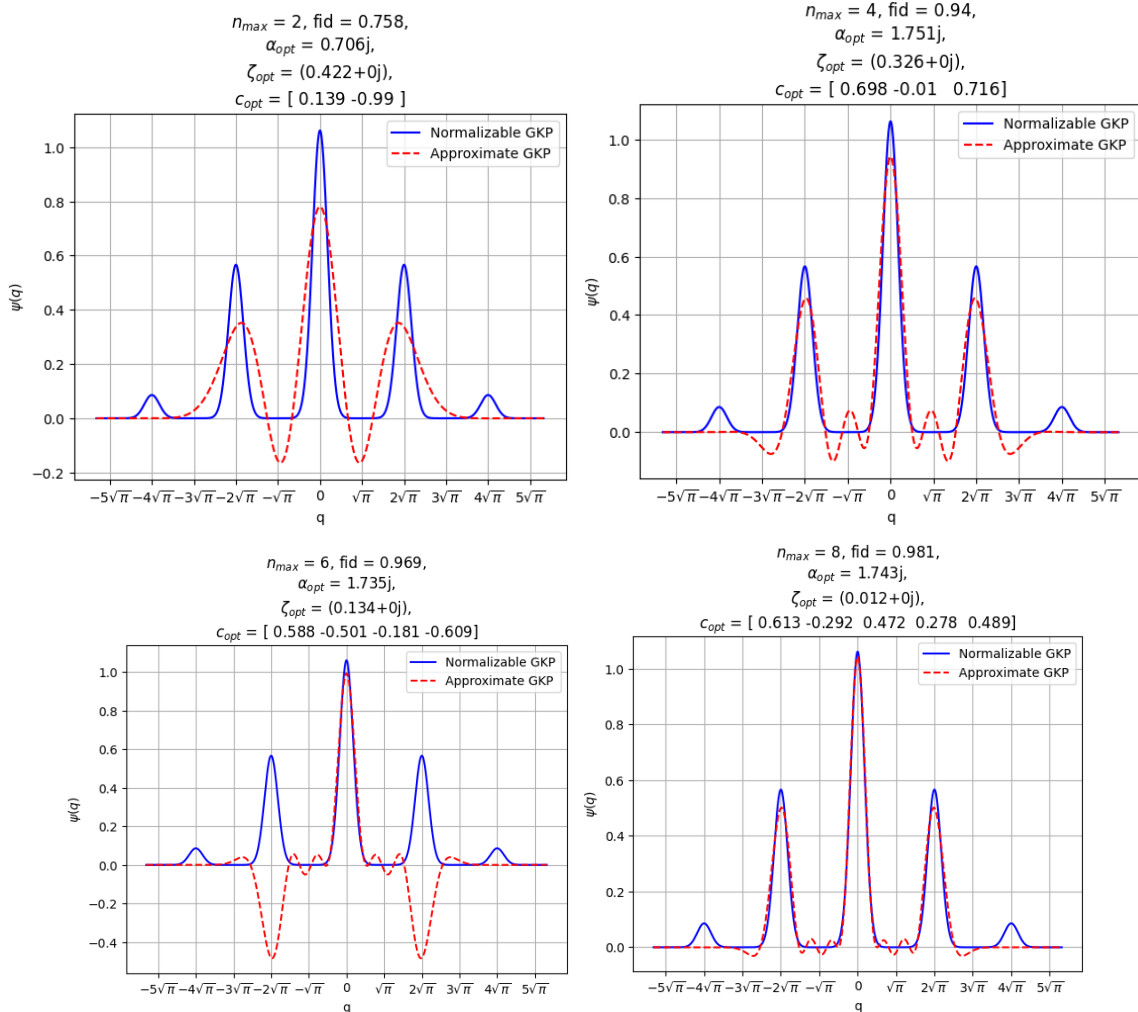 n_max = 2, fid = 0.758,
α_opt = 0.706j,
ζ_opt = (0.422+0j),
c_opt = [ 0.139 -0.99 ]
Normalizable GKP
Approximate GKP
1.0
0.8
0.6
0.4
0.2
0.0
−0.2
ψ(q)
−5√π −4√π −3√π −2√π −√π 0 √π 2√π 3√π 4√π 5√π
q
n_max = 4, fid = 0.94,
α_opt = 1.751j,
ζ_opt = (0.326+0j),
c_opt = [ 0.698 -0.01 0.716]
Normalizable GKP
Approximate GKP
1.0
0.8
0.6
0.4
0.2
0.0
ψ(q)
−5√π −4√π −3√π −2√π −√π 0 √π 2√π 3√π 4√π 5√π
q
n_max = 6, fid = 0.969,
α_opt = 1.735j,
ζ_opt = (0.134+0j),
c_opt = [ 0.588 -0.501 -0.181 -0.609]
Normalizable GKP
Approximate GKP
1.0
0.8
0.6
0.4
0.2
0.0
−0.2
−0.4
ψ(q)
−5√π −4√π −3√π −2√π −√π 0 √π 2√π 3√π 4√π 5√π
q
n_max = 8, fid = 0.981,
α_opt = 1.743j,
ζ_opt = (0.012+0j),
c_opt = [ 0.613 -0.292 0.472 0.278 0.489]
Normalizable GKP
Approximate GKP
1.0
0.8
0.6
0.4
0.2
0.0
ψ(q)
−5√π −4√π −3√π −2√π −√π 0 √π 2√π 3√π 4√π 5√π
q